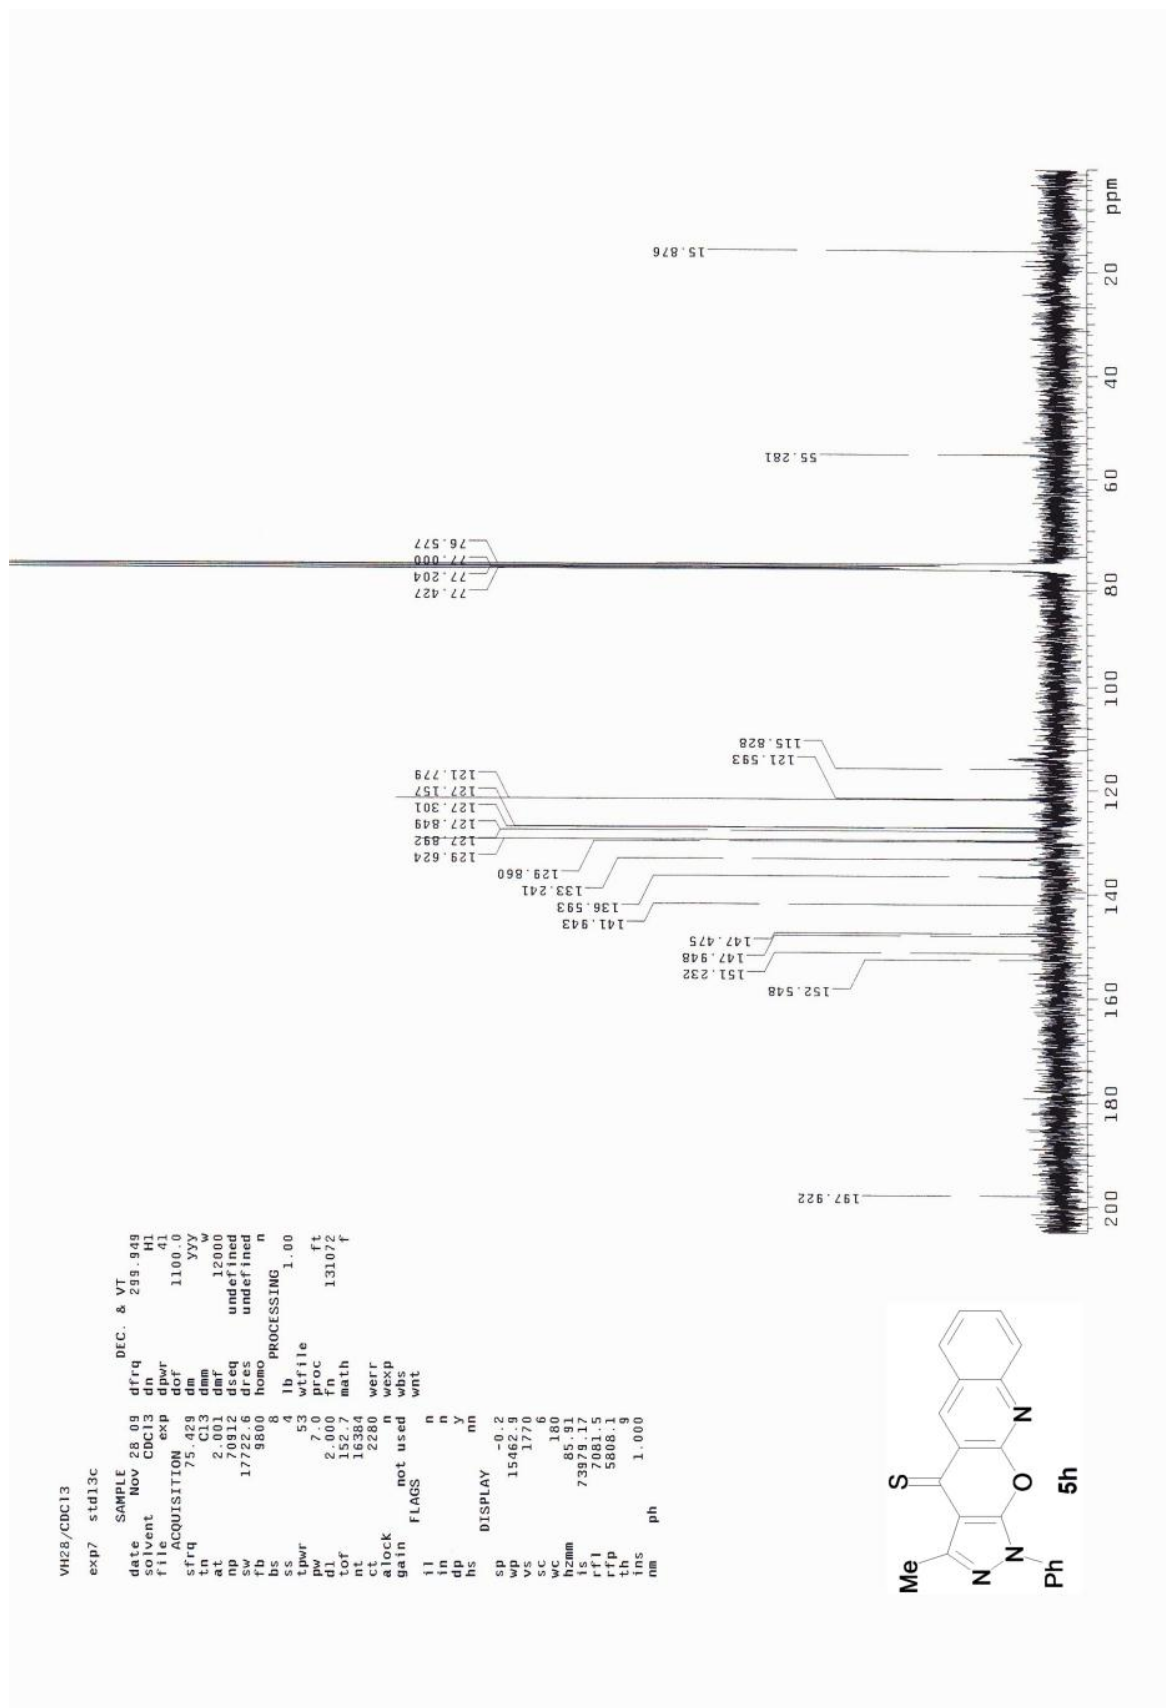 VH28/CDCl3
exp7 std13c
SAMPLE
date Nov 28 09
solvent CDCl3
file exp
ACQUISITION
sfrq 75.429
tn C13
at 2.001
np 70912
sw 17722.6
fb 9800
bs 8
ss 4
tpwr 53
pw 7.0
d1 2.000
tof 152.7
nt 16384
ct 2280
alock n
gain not used
FLAGS
il n
in n
dp y
hs nn
DISPLAY
sp -0.2
wp 15462.9
vs 1770
sc 6
wc 180
hzmm 85.91
is 73979.17
rfl 7081.5
rfp 5808.1
th 9
ins 1.000
nm ph
DEC. & VT
dfrq 299.949
dn H1
dpwr 41
dof 1100.0
dm yyy
dmm w
dmf 12000
dseq undefined
dres undefined
homo n
PROCESSING
lb 1.00
wtfile
proc ft
fn 131072
math f
werr
wexp
wbs
wnt
197.922
152.548
151.232
147.948
147.475
141.943
136.593
133.241
129.860
129.624
127.892
127.849
127.301
127.157
121.779
121.593
115.828
77.427
77.204
77.000
76.577
55.281
15.876
200 180 160 140 120 100 80 60 40 20 ppm
S
Me
N
N
O
N
Ph
5h